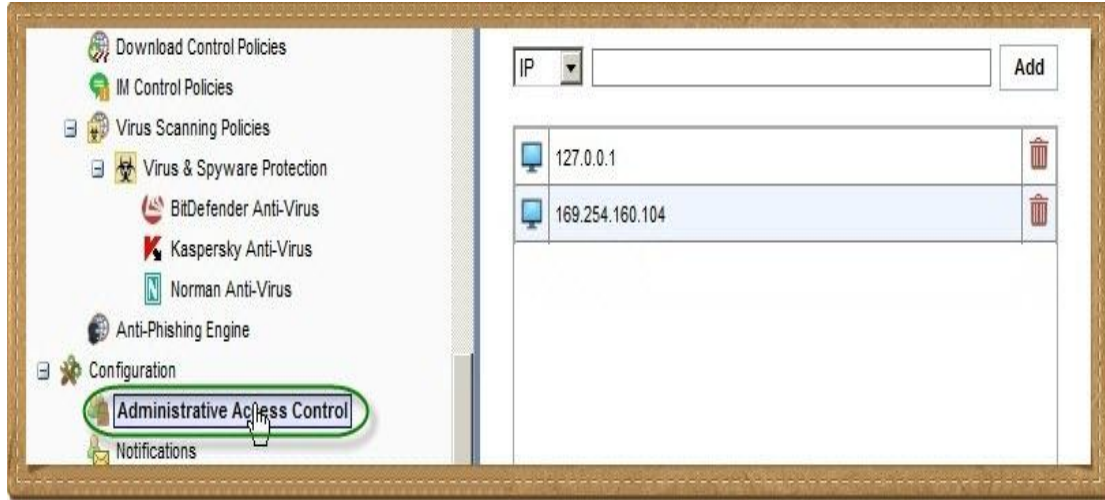 Download Control Policies
IM Control Policies
Virus Scanning Policies
Virus & Spyware Protection
BitDefender Anti-Virus
Kaspersky Anti-Virus
Norman Anti-Virus
Anti-Phishing Engine
Configuration
Administrative Access Control
Notifications
IP
Add
127.0.0.1
169.254.160.104